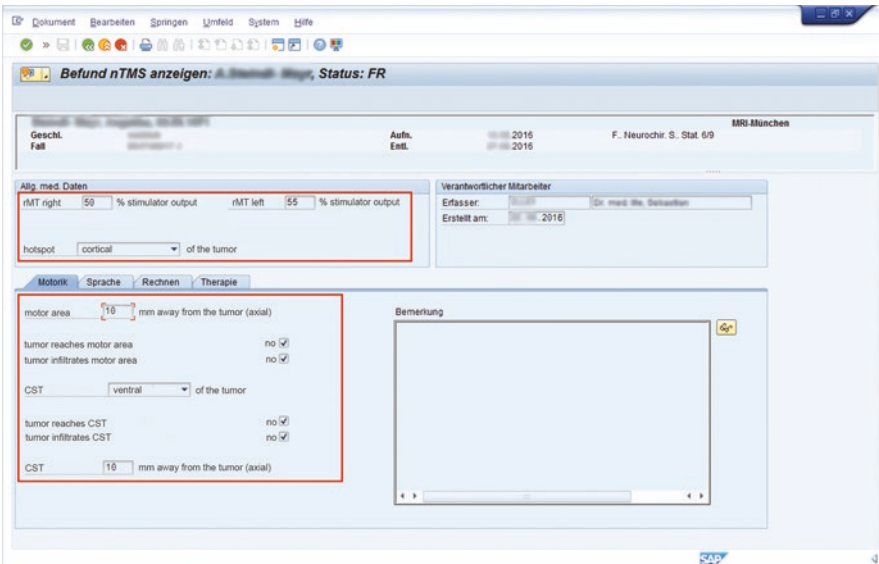 Dokument Bearbeiten Springen Umfeld System Hilfe
Befund nTMS anzeigen: , Status: FR
MRI-München
Geschl. Aufn. 2016 F.. Neurochir. S.. Stat. 6/9
Fall Entl. 2016
Allg. med. Daten
rMT right 50 % stimulator output rMT left 55 % stimulator output
hotspot cortical of the tumor
Verantwortlicher Mitarbeiter
Erfasser: Dr. med.
Erstellt am: 2016
Motorik Sprache Rechnen Therapie
motor area 10 mm away from the tumor (axial)
tumor reaches motor area no
tumor infiltrates motor area no
CST ventral of the tumor
tumor reaches CST no
tumor infiltrates CST no
CST 10 mm away from the tumor (axial)
Bemerkung
SAP